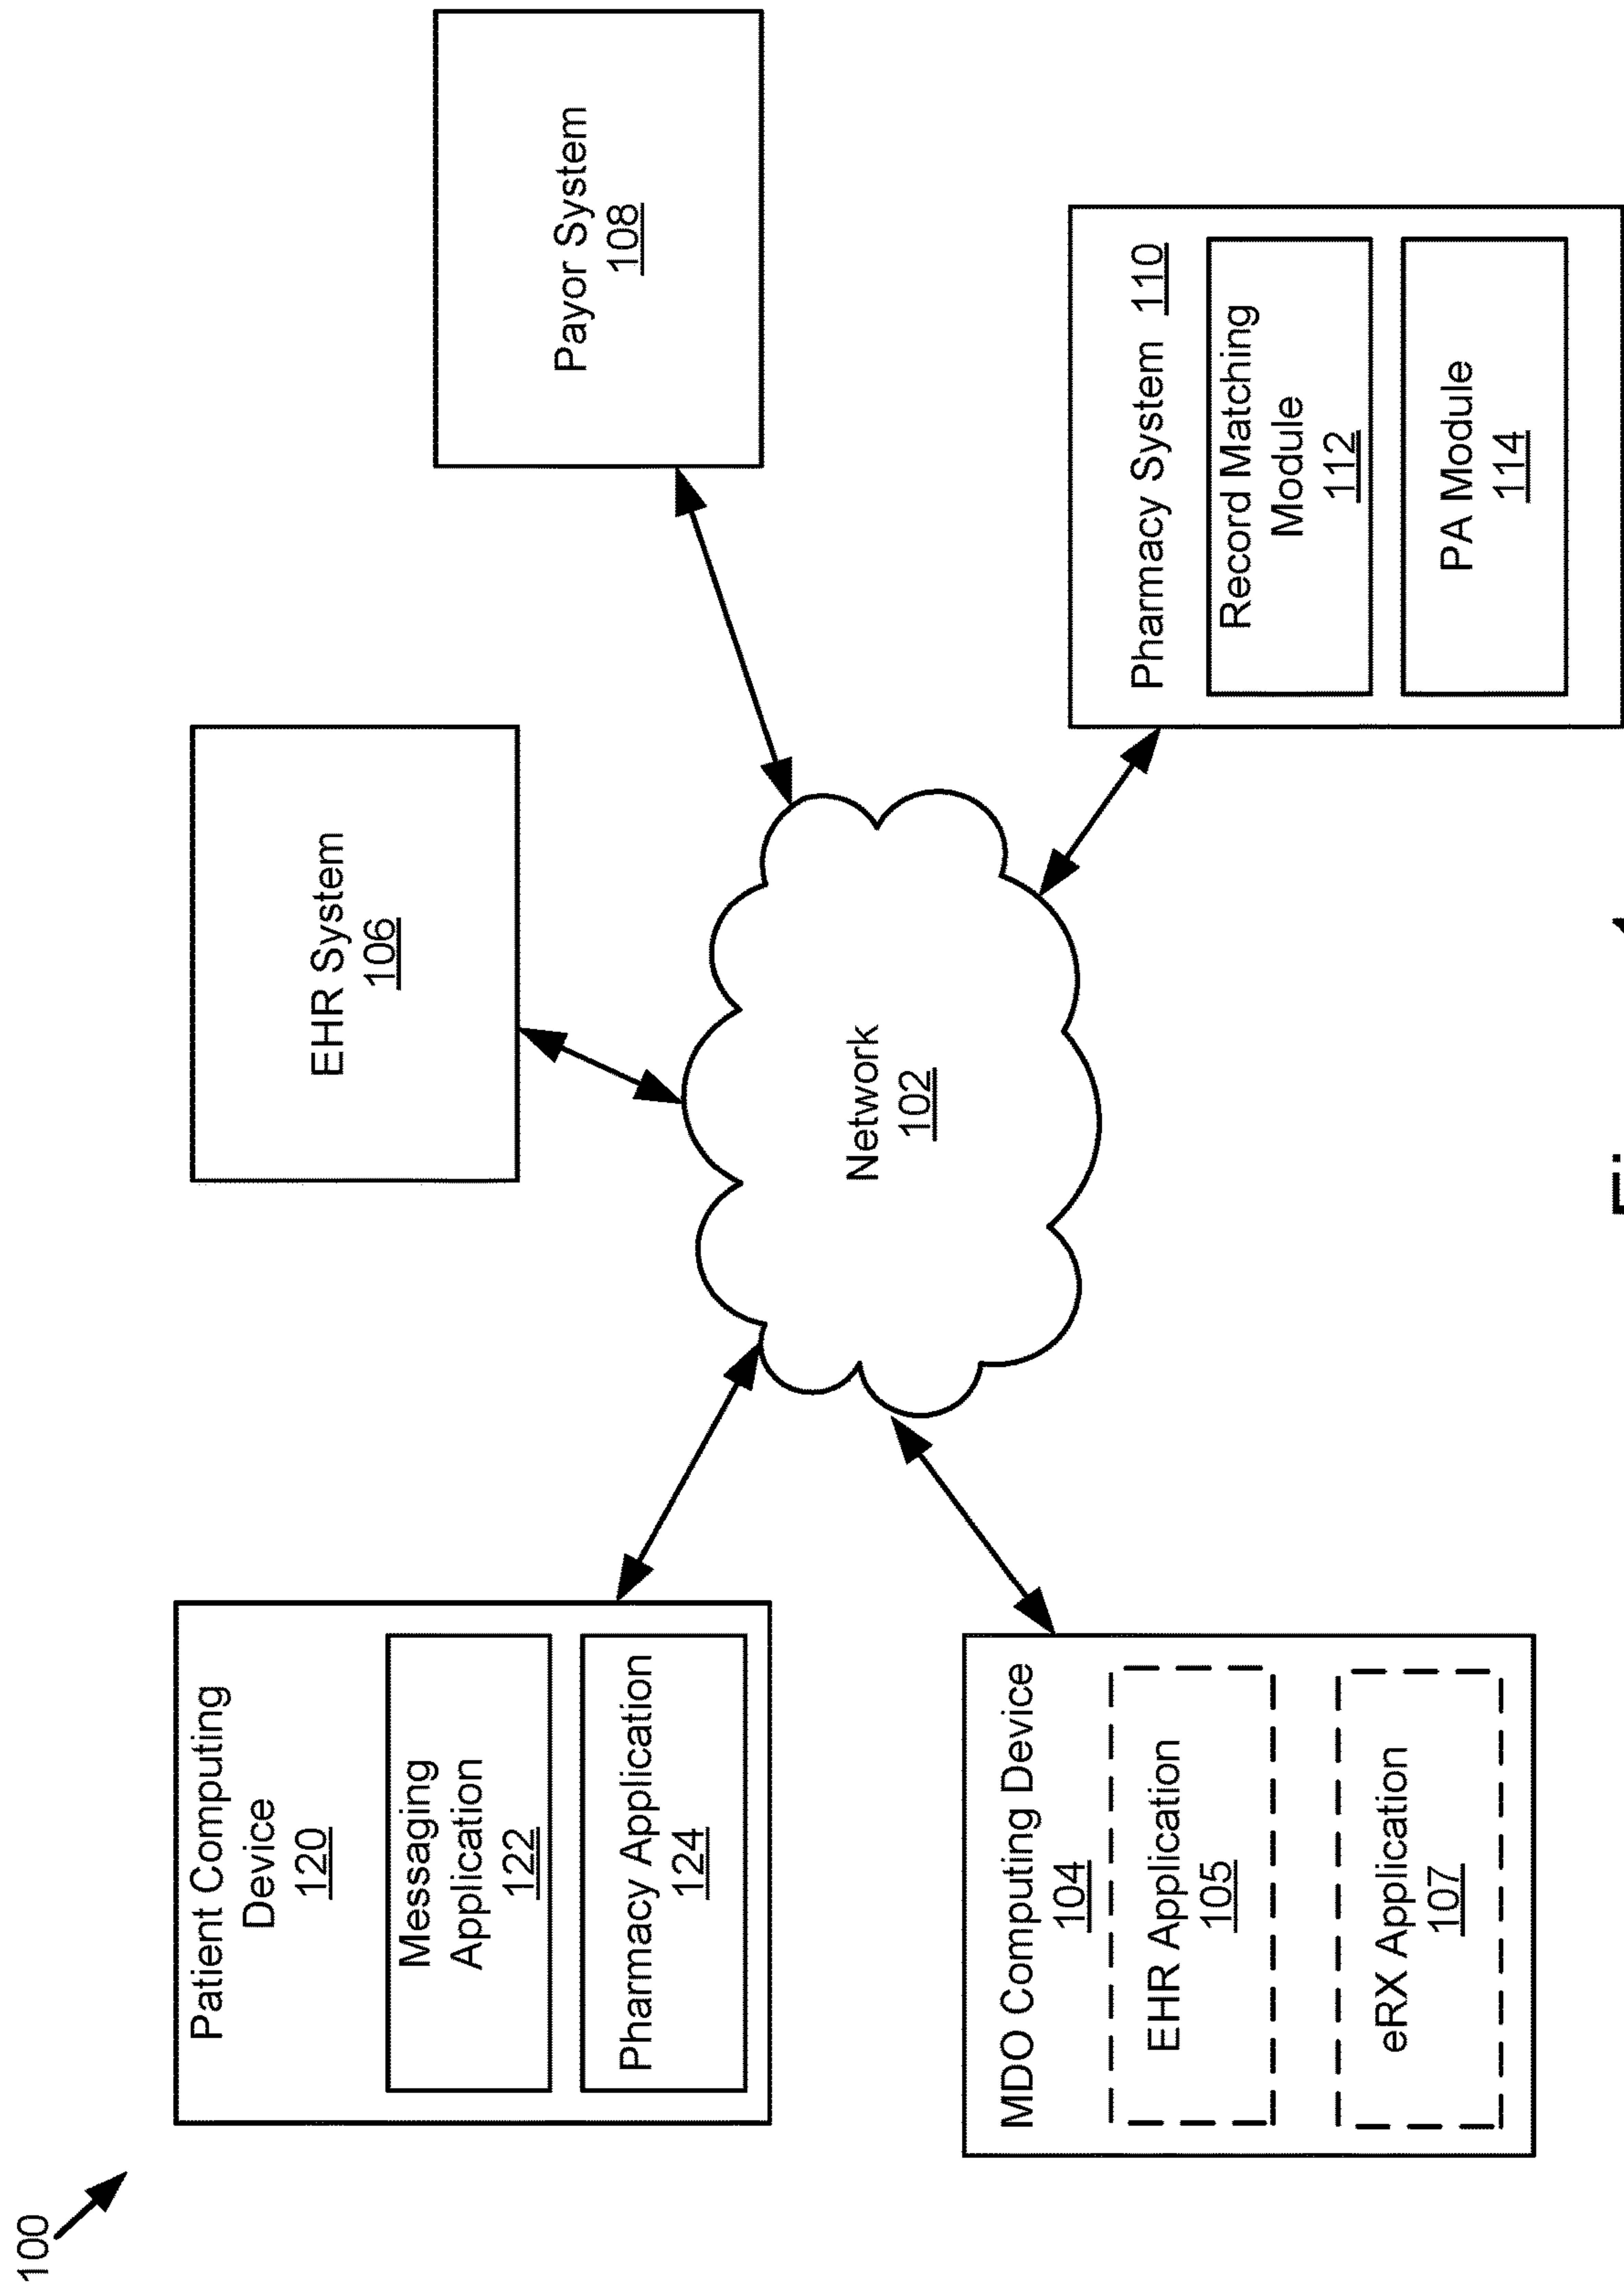 100
Patient Computing
Device
120
Messaging
Application
122
Pharmacy Application
124
EHR System
106
Payor System
108
Network
102
MDO Computing Device
104
EHR Application
105
eRX Application
107
Pharmacy System 110
Record Matching
Module
112
PA Module
114